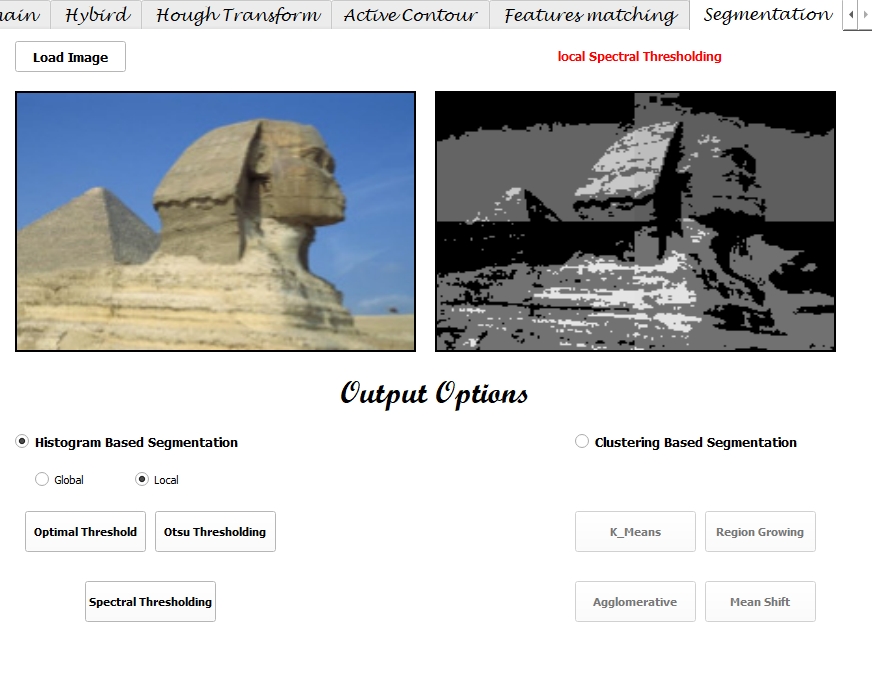 Hybird Hough Transform Active Contour Features matching Segmentation
Load Image
local Spectral Thresholding
Output Options
Histogram Based Segmentation
Clustering Based Segmentation
Global Local
Optimal Threshold Otsu Thresholding
K_Means Region Growing
Spectral Thresholding
Agglomerative Mean Shift